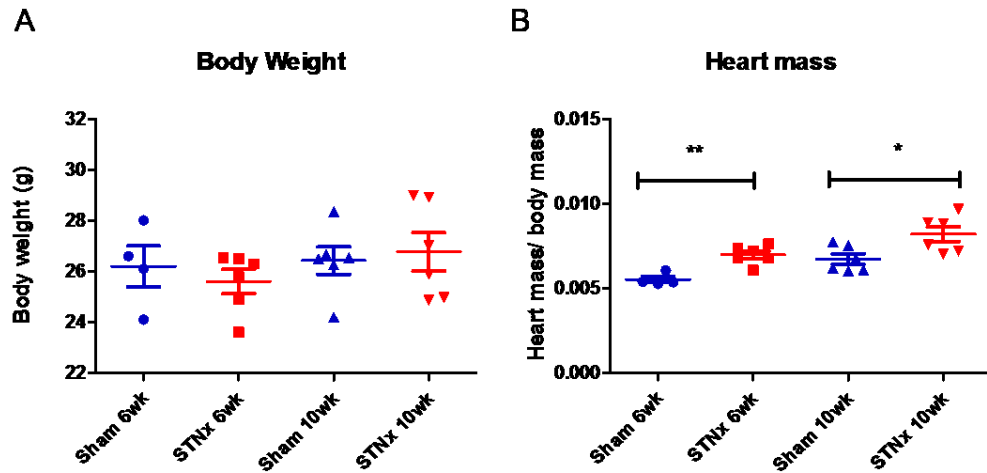 A
B
Body Weight
Heart mass
32
30
28
26
24
22
Body weight (g)
Sham 6wk
STNx 6wk
Sham 10wk
STNx 10wk
0.015
0.010
0.005
0.000
Heart mass/ body mass
**
*
Sham 6wk
STNx 6wk
Sham 10wk
STNx 10wk